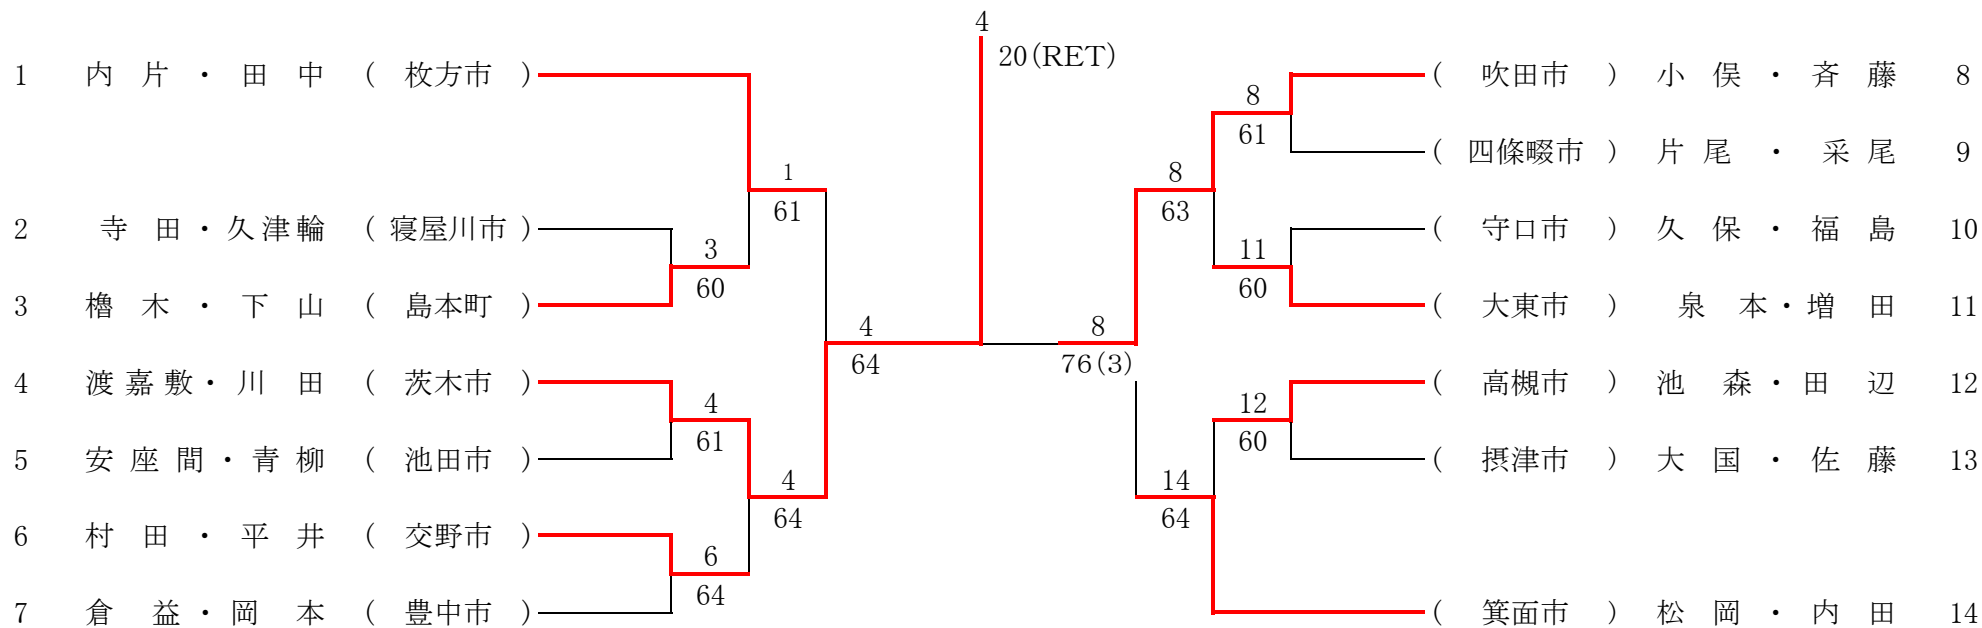 4
20(RET)
1 内片・田中 ( 枚方市 )
( 吹田市 ) 小俣・斉藤 8
8
61
( 四條畷市 ) 片尾・采尾 9
1
61
8
63
2 寺田・久津輪 ( 寝屋川市 )
( 守口市 ) 久保・福島 10
3
60
11
60
3 櫓木・下山 ( 島本町 )
( 大東市 ) 泉本・増田 11
4
64
8
76(3)
4 渡嘉敷・川田 ( 茨木市 )
( 高槻市 ) 池森・田辺 12
4
61
12
60
5 安座間・青柳 ( 池田市 )
( 摂津市 ) 大国・佐藤 13
4
64
14
64
6 村田・平井 ( 交野市 )
6
64
7 倉益・岡本 ( 豊中市 )
( 箕面市 ) 松岡・内田 14